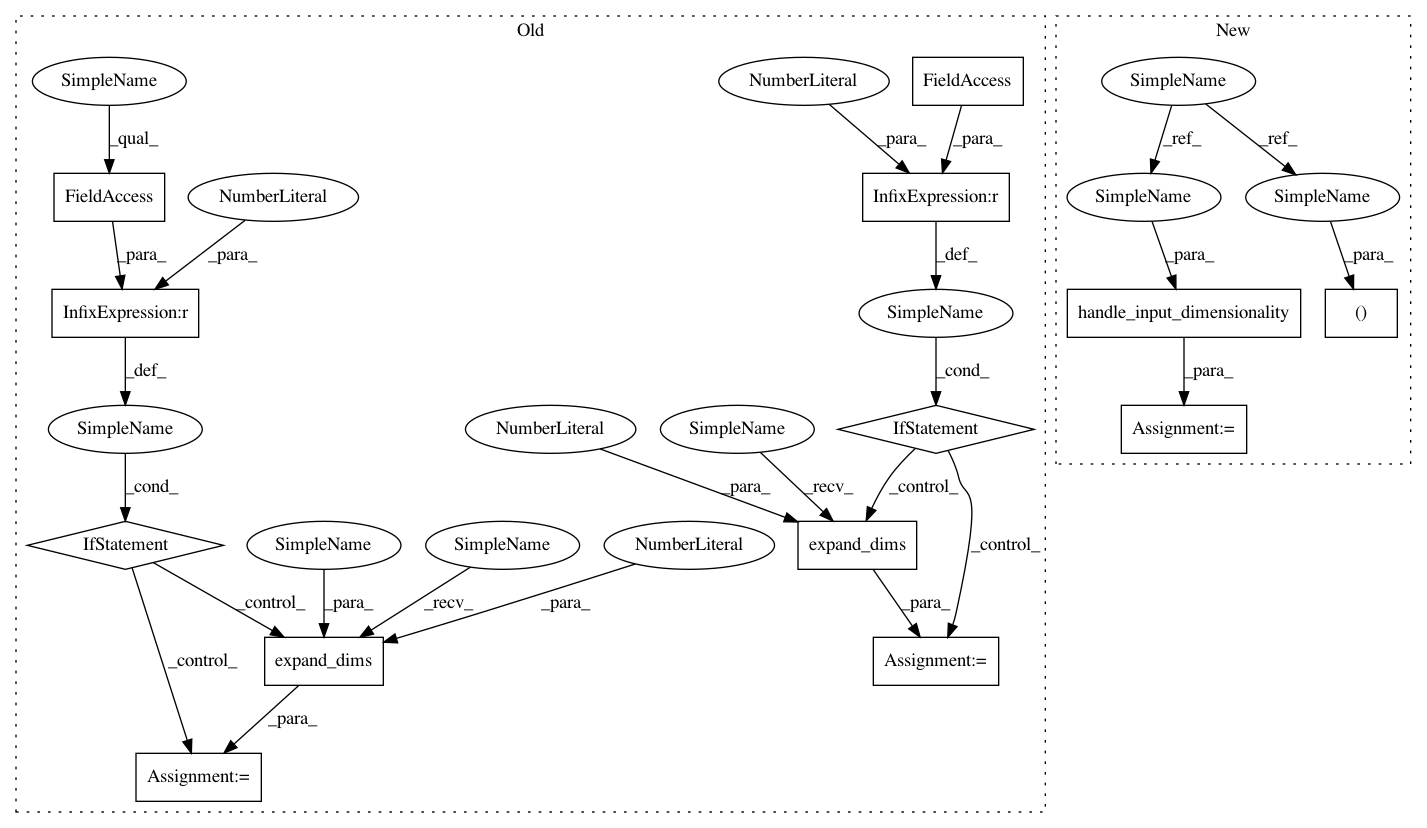 Old
New
SimpleName
NumberLiteral
FieldAccess
SimpleName
_qual_
_para_
_para_
_ref_
_ref_
FieldAccess
NumberLiteral
InfixExpression:r
SimpleName
SimpleName
_para_
_para_
_def_
_para_
_para_
InfixExpression:r
SimpleName
handle_input_dimensionality
()
_def_
_cond_
_para_
SimpleName
NumberLiteral
SimpleName
IfStatement
Assignment:=
_cond_
_para_
_recv_
_control_
IfStatement
SimpleName
SimpleName
NumberLiteral
expand_dims
_control_
_control_
_para_
_recv_
_para_
_para_
_control_
expand_dims
Assignment:=
_para_
Assignment:=